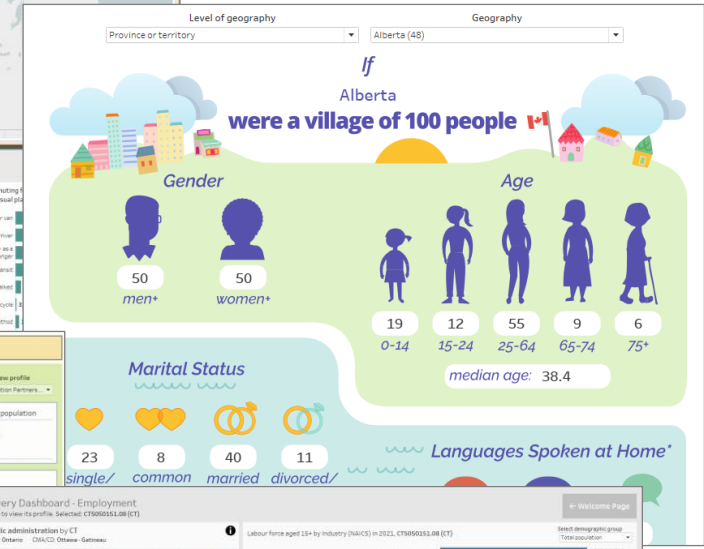 Level of geography
Geography
Province or territory
Alberta (48)
If
Alberta
were a village of 100 people
Gender
Age
50
50
men+
women+
19
12
55
9
6
0-14
15-24
25-64
65-74
75+
median age: 38.4
Marital Status
23
8
40
11
single/
common
married
divorced/
Languages Spoken at Home*
ew profile
tion Partners...
population
ery Dashboard - Employment
to view its profile. Selected: CT5050151.08 (CT)
← Welcome Page
ic administration by CT
Ontario CMA/CD: Ottawa - Gatineau
Labour force aged 15+ by Industry (NAICS) in 2021, CT5050151.08 (CT)
Select demographic group
Total population